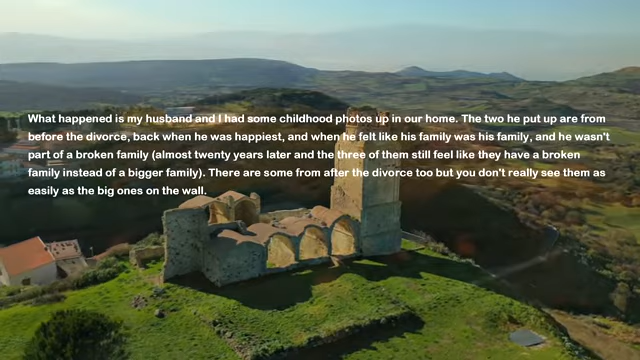 What happened is my husband and I had some childhood photos up in our home. The two he put up are from
before the divorce, back when he was happiest, and when he felt like his family was his family, and he wasn't
part of a broken family (almost twenty years later and the three of them still feel like they have a broken
family instead of a bigger family). There are some from after the divorce too but you don't really see them as
easily as the big ones on the wall.